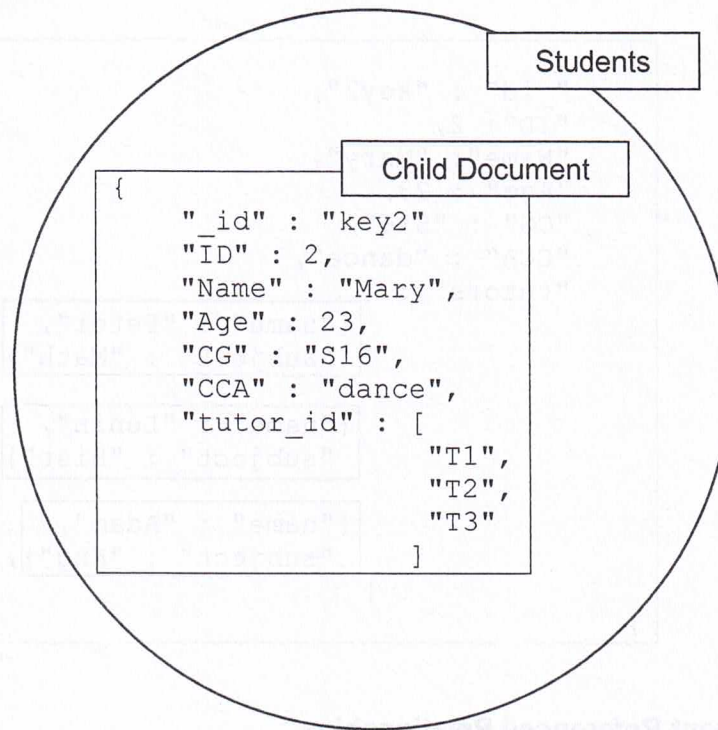 Students
Child Document
{
"_id" : "key2"
"ID" : 2,
"Name" : "Mary",
"Age" : 23,
"CG" : "S16",
"CCA" : "dance",
"tutor_id" : [
"T1",
"T2",
"T3"
]